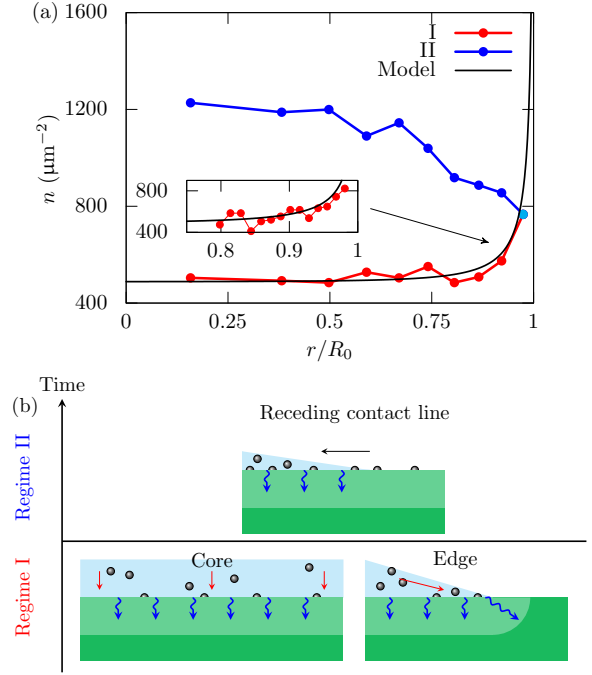 (a)
I
II
Model
n (μm⁻²)
1600
1200
800
400
800
400
0.8
0.9
1
0
0.25
0.5
0.75
1
r/R₀
(b)
Time
Receding contact line
Regime II
Core
Edge
Regime I